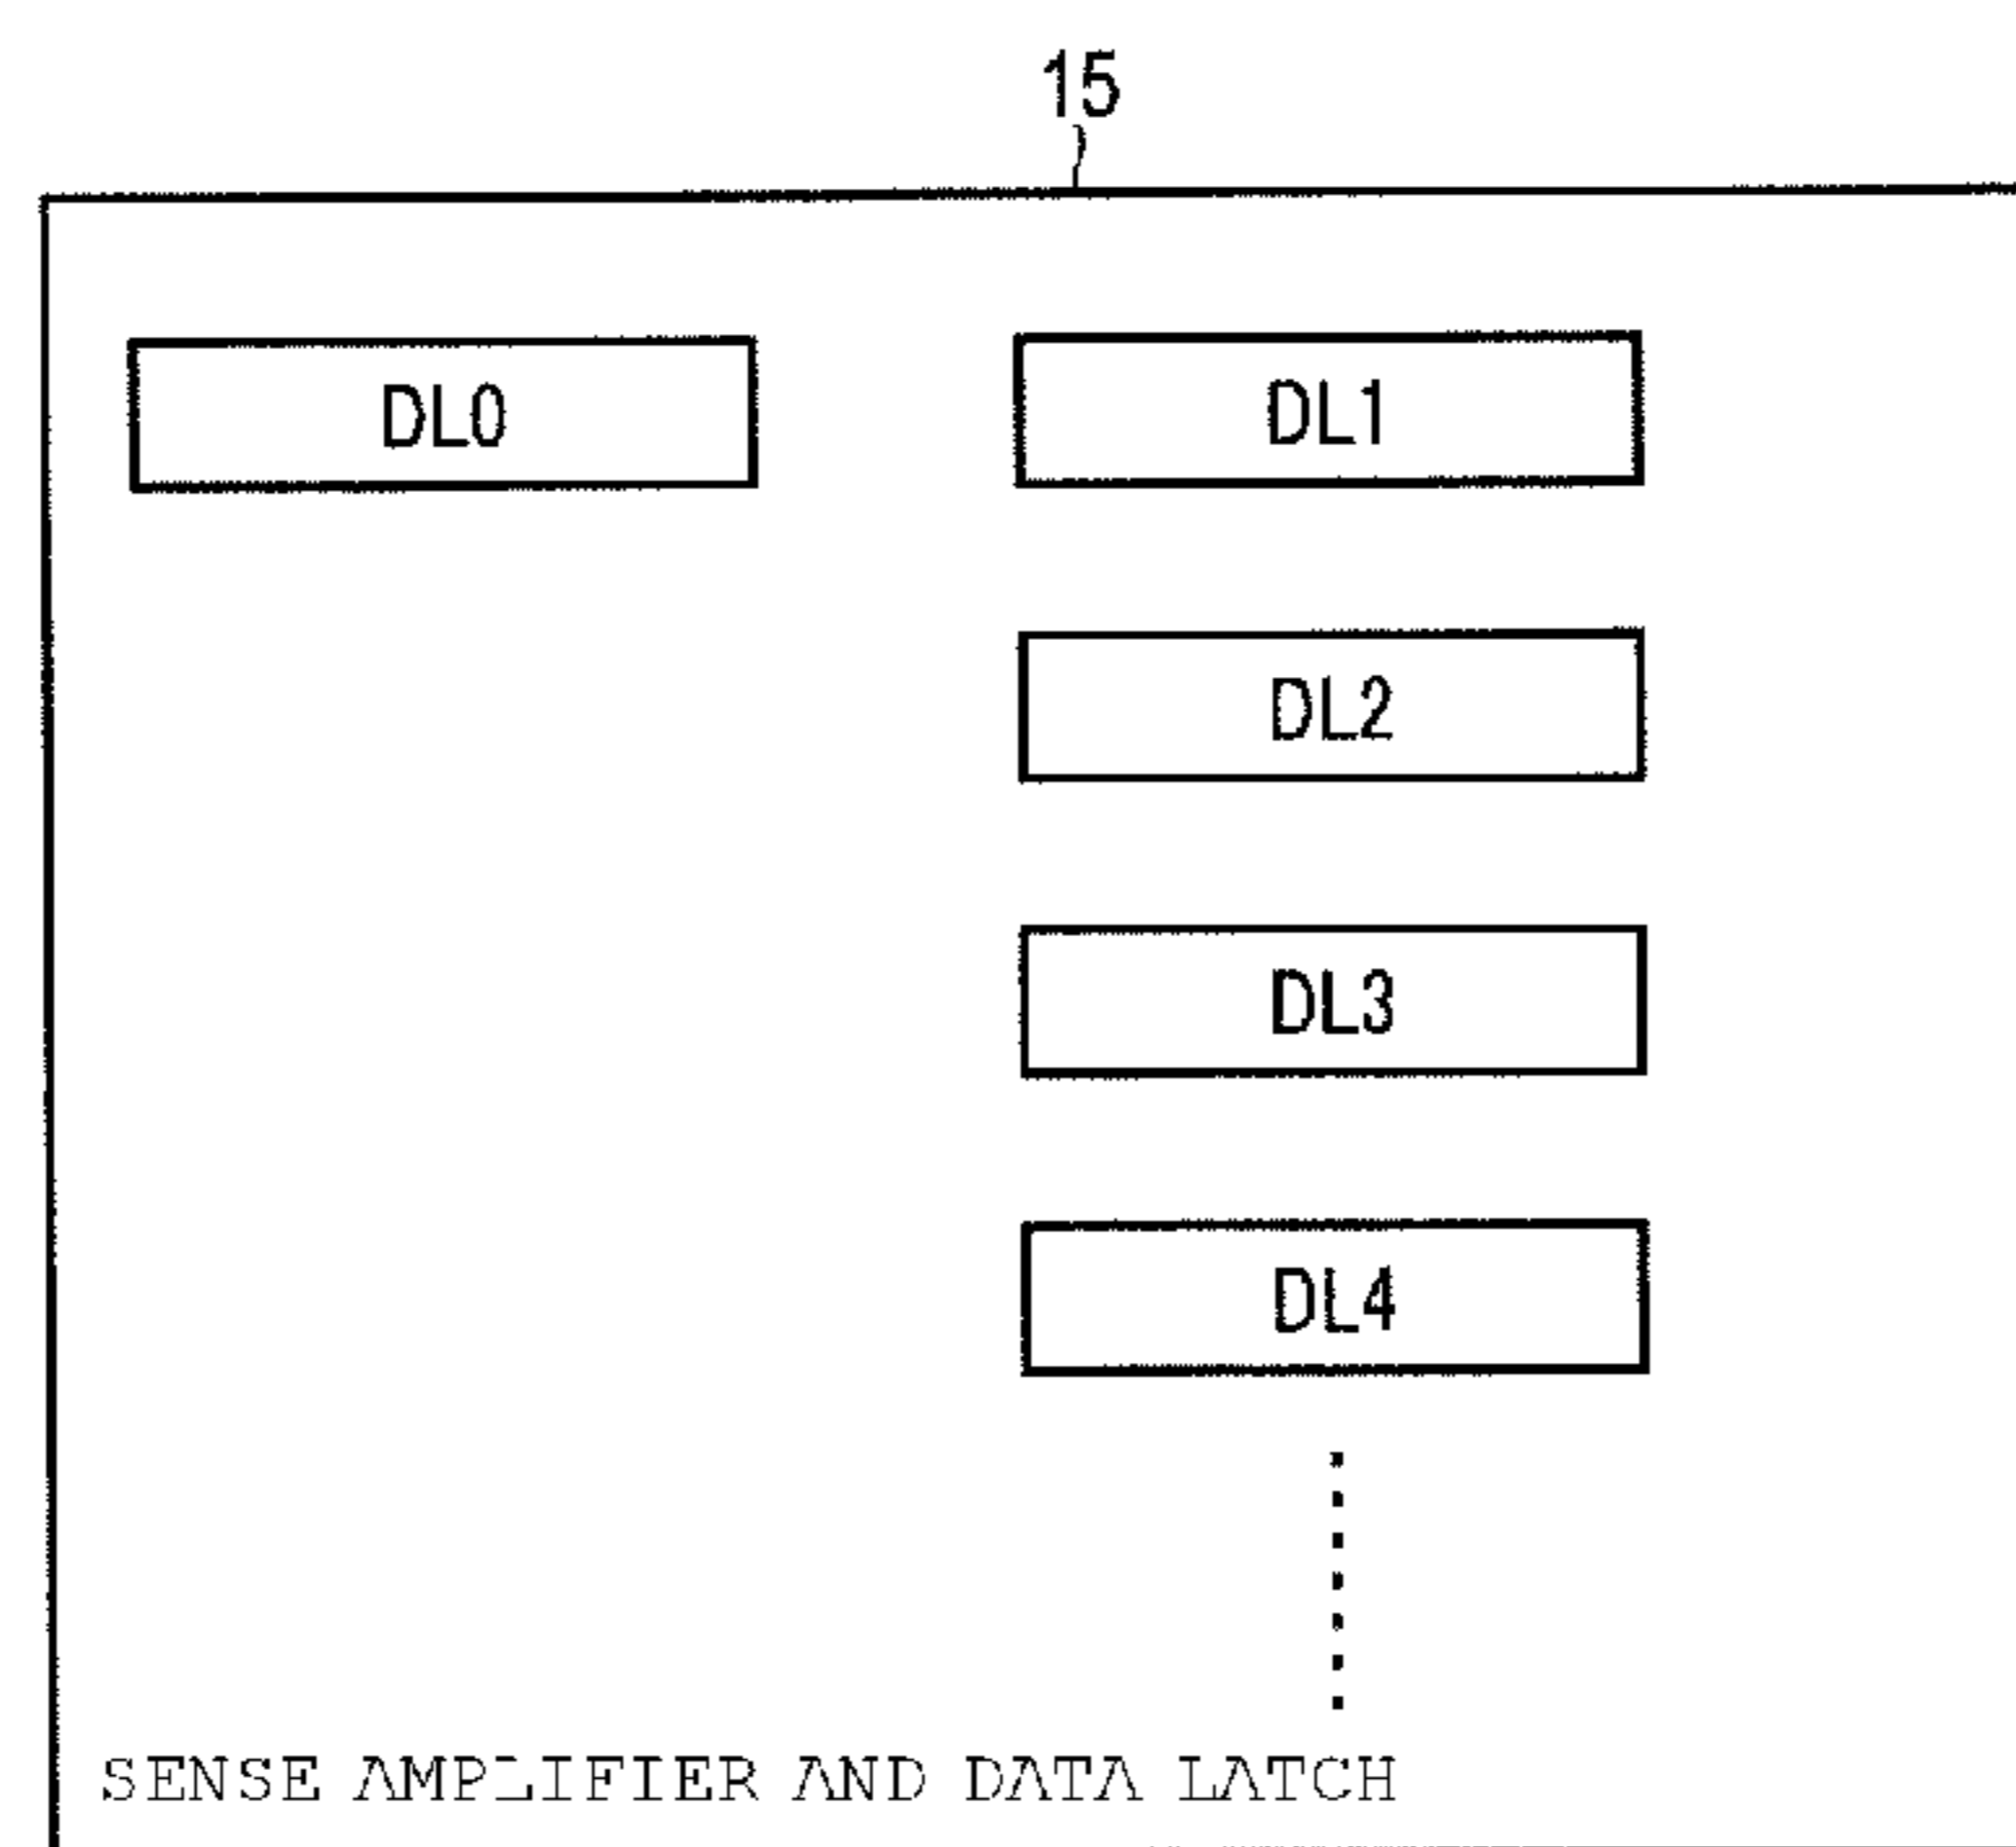 15
DL0 DL1
DL2
DL3
DL4
SENSE AMPLIFIER AND DATA LATCH